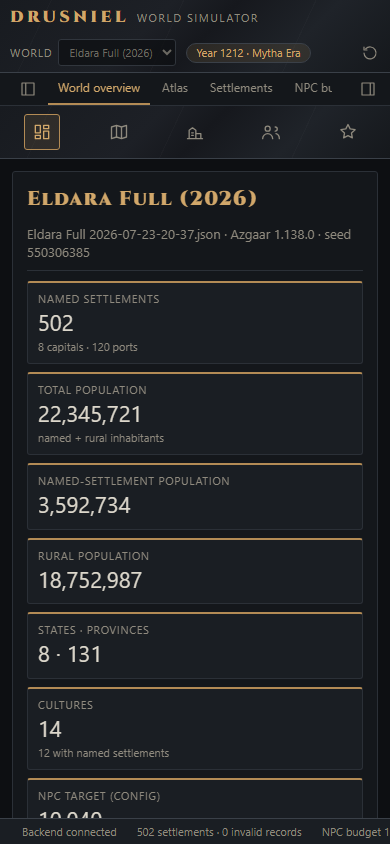 DRUSNIEL WORLD SIMULATOR
WORLD Eldara Full (2026) Year 1212 · Mytha Era
World overview Atlas Settlements NPC bu
Eldara Full (2026)
Eldara Full 2026-07-23-20-37.json · Azgaar 1.138.0 · seed
550306385
NAMED SETTLEMENTS
502
8 capitals · 120 ports
TOTAL POPULATION
22,345,721
named + rural inhabitants
NAMED-SETTLEMENT POPULATION
3,592,734
RURAL POPULATION
18,752,987
STATES · PROVINCES
8 · 131
CULTURES
14
12 with named settlements
NPC TARGET (CONFIG)
Backend connected 502 settlements · 0 invalid records NPC budget 1